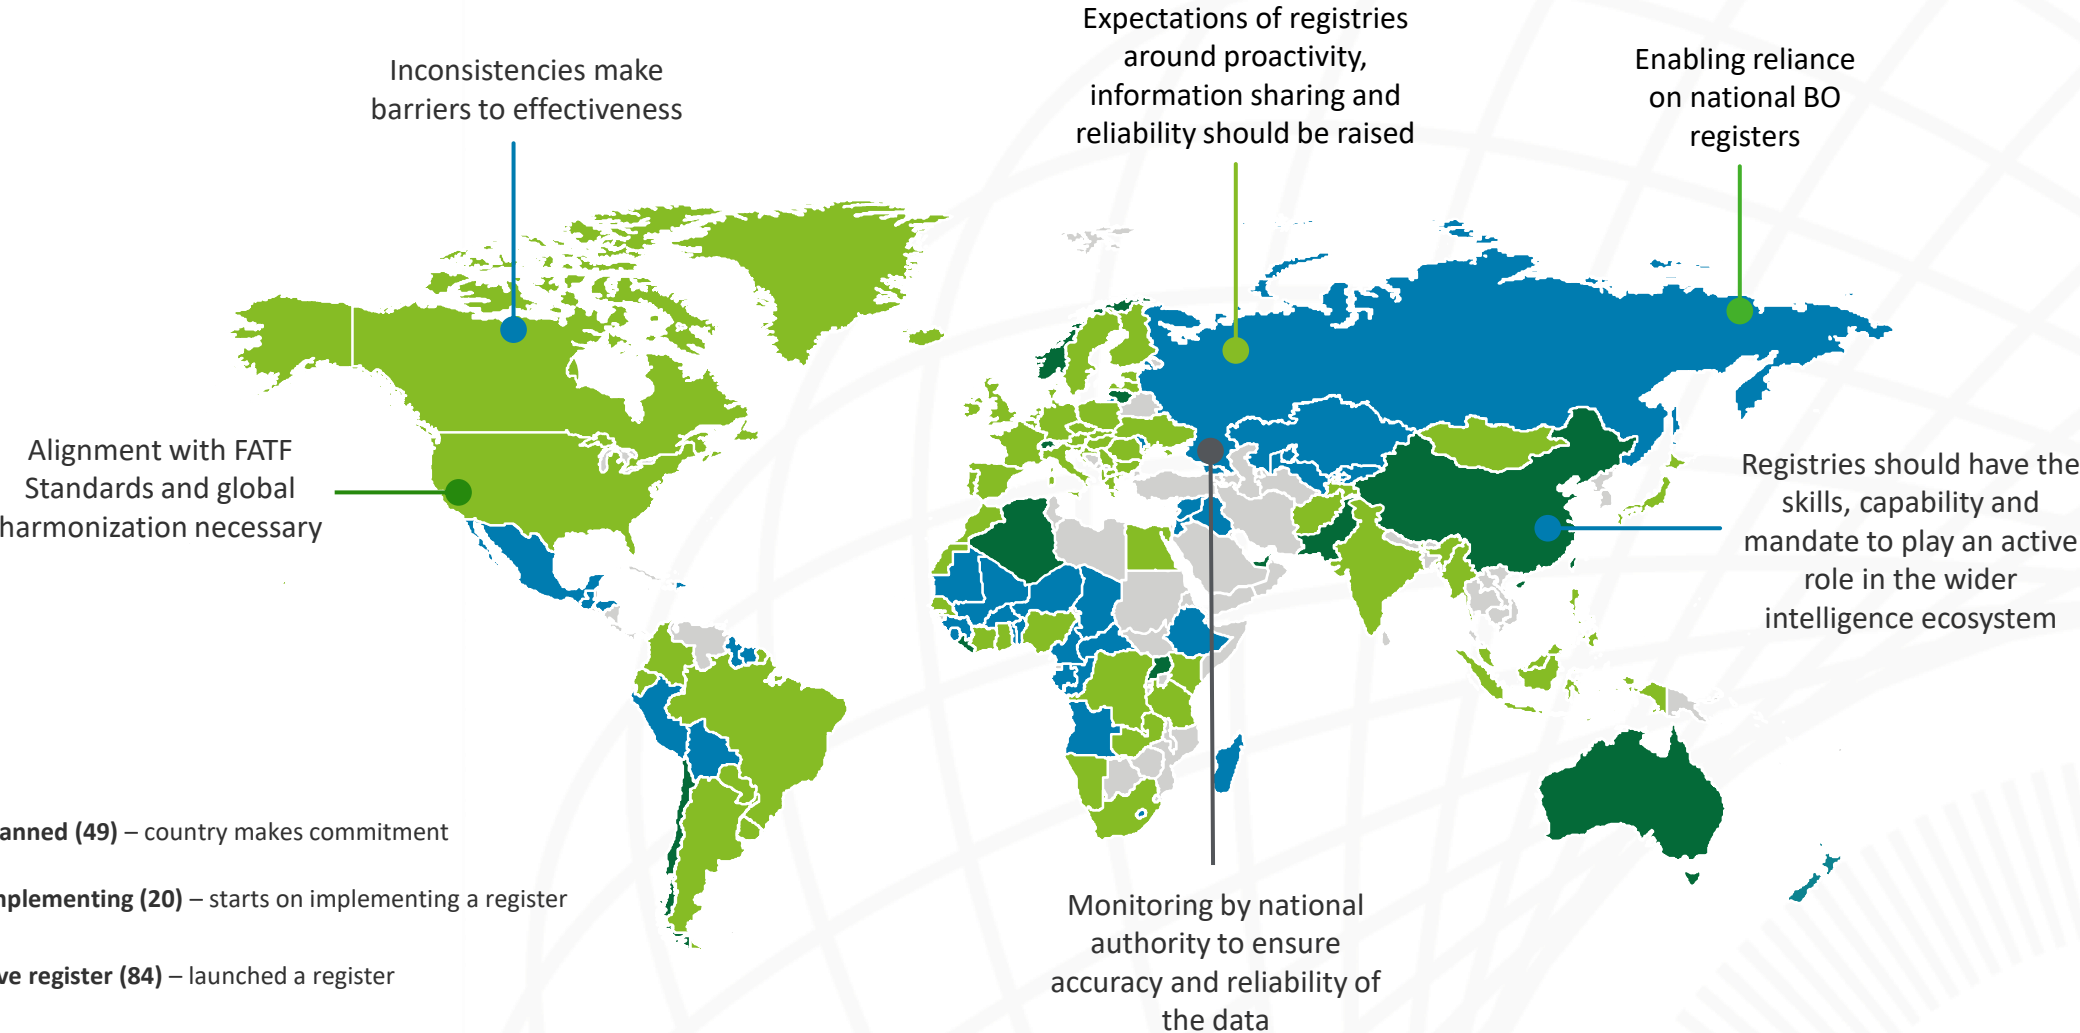 Expectations of registries
around proactivity,
information sharing and
reliability should be raised
Inconsistencies make
barriers to effectiveness
Enabling reliance
on national BO
registers
Alignment with FATF
Standards and global
harmonization necessary
Registries should have the
skills, capability and
mandate to play an active
role in the wider
intelligence ecosystem
anned (49) – country makes commitment
mplementing (20) – starts on implementing a register
ve register (84) – launched a register
Monitoring by national
authority to ensure
accuracy and reliability of
the data